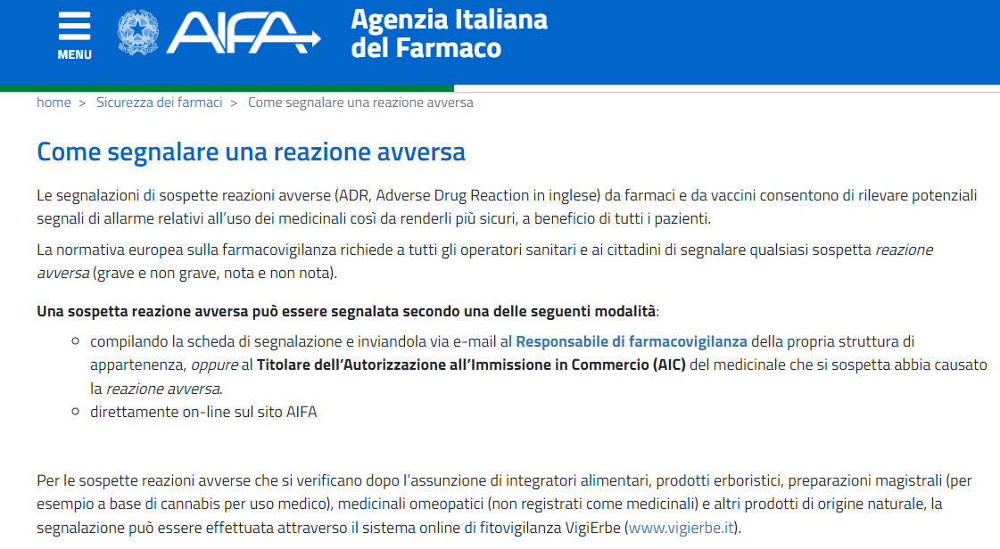 MENU
AIFA
Agenzia Italiana
del Farmaco
home > Sicurezza dei farmaci > Come segnalare una reazione avversa
Come segnalare una reazione avversa
Le segnalazioni di sospette reazioni avverse (ADR, Adverse Drug Reaction in inglese) da farmaci e da vaccini consentono di rilevare potenziali
segnali di allarme relativi all’uso dei medicinali così da renderli più sicuri, a beneficio di tutti i pazienti.
La normativa europea sulla farmacovigilanza richiede a tutti gli operatori sanitari e ai cittadini di segnalare qualsiasi sospetta reazione
avversa (grave e non grave, nota e non nota).
Una sospetta reazione avversa può essere segnalata secondo una delle seguenti modalità:
compilando la scheda di segnalazione e inviandola via e-mail al Responsabile di farmacovigilanza della propria struttura di
appartenenza, oppure al Titolare dell’Autorizzazione all’Immissione in Commercio (AIC) del medicinale che si sospetta abbia causato
la reazione avversa.
direttamente on-line sul sito AIFA
Per le sospette reazioni avverse che si verificano dopo l’assunzione di integratori alimentari, prodotti erboristici, preparazioni magistrali (per
esempio a base di cannabis per uso medico), medicinali omeopatici (non registrati come medicinali) e altri prodotti di origine naturale, la
segnalazione può essere effettuata attraverso il sistema online di fitovigilanza VigiErbe (www.vigierbe.it).